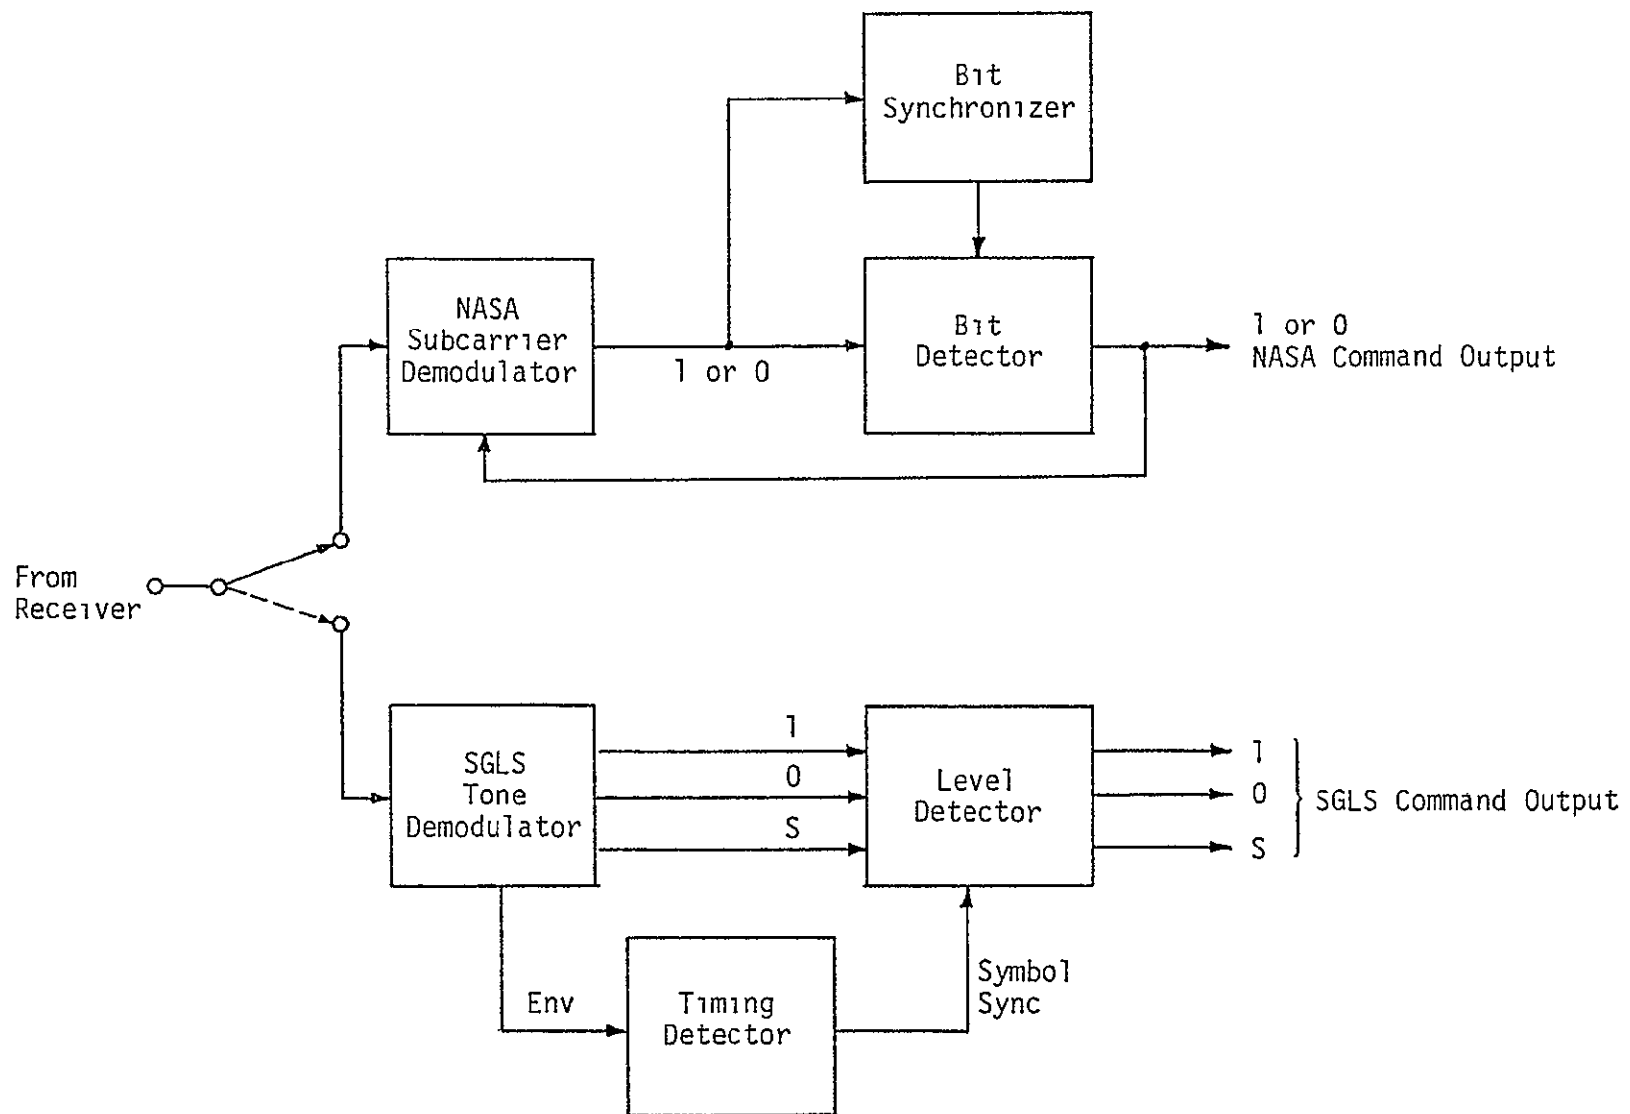 Bit
Synchronizer
NASA
Subcarrier
Demodulator
1 or 0
Bit
Detector
1 or 0
NASA Command Output
From
Receiver
SGLS
Tone
Demodulator
1
0
S
Level
Detector
1
0
S
SGLS Command Output
Env
Timing
Detector
Symbol
Sync